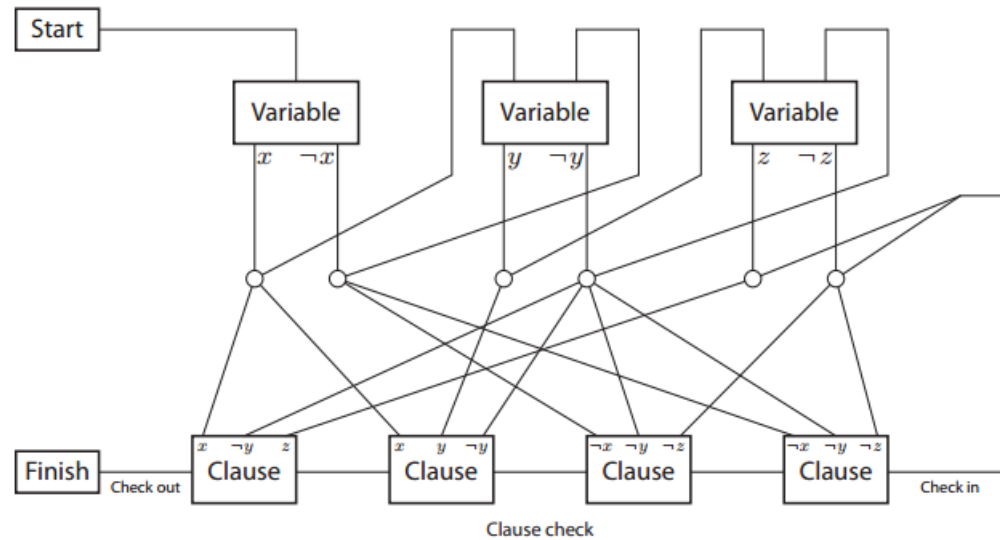 Start
Variable Variable Variable
x ¬x y ¬y z ¬z
x ¬y z x y ¬y ¬x ¬y ¬z ¬x ¬y ¬z
Finish Clause Clause Clause Clause
Check out Check in
Clause check